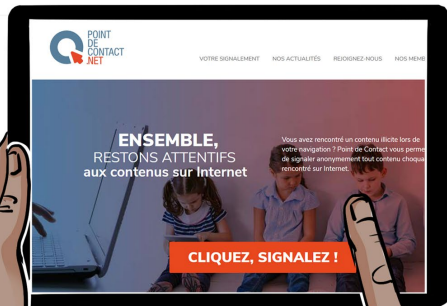 POINT
DE
CONTACT
.NET
VOTRE SIGNALEMENT NOS ACTUALITÉS REJOIGNEZ-NOUS NOS MEMB
ENSEMBLE,
RESTONS ATTENTIFS
aux contenus sur Internet
Vous avez rencontré un contenu illicite lors de
votre navigation ? Point de Contact vous perme
de signaler anonymement tout contenu choqua
rencontré sur Internet.
CLIQUEZ, SIGNALEZ !